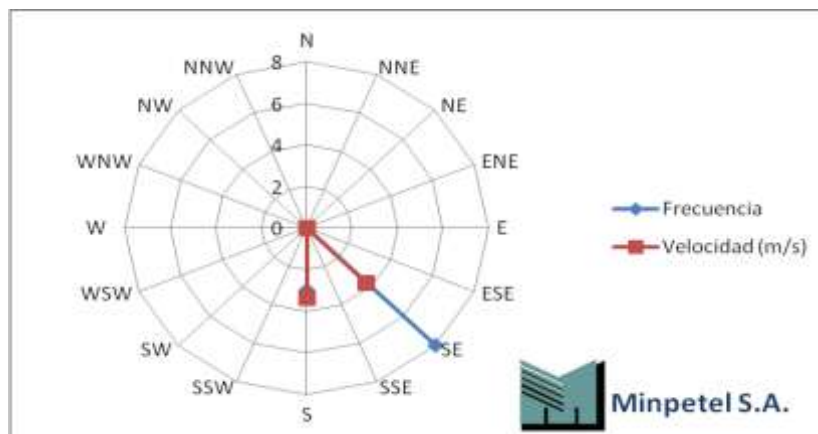 N
NNW
NNE
NW
NE
WNW
ENE
W
E
WSW
ESE
SW
SE
SSW
SSE
S
8
6
4
2
0
Frecuencia
Velocidad (m/s)
Minpetel S.A.